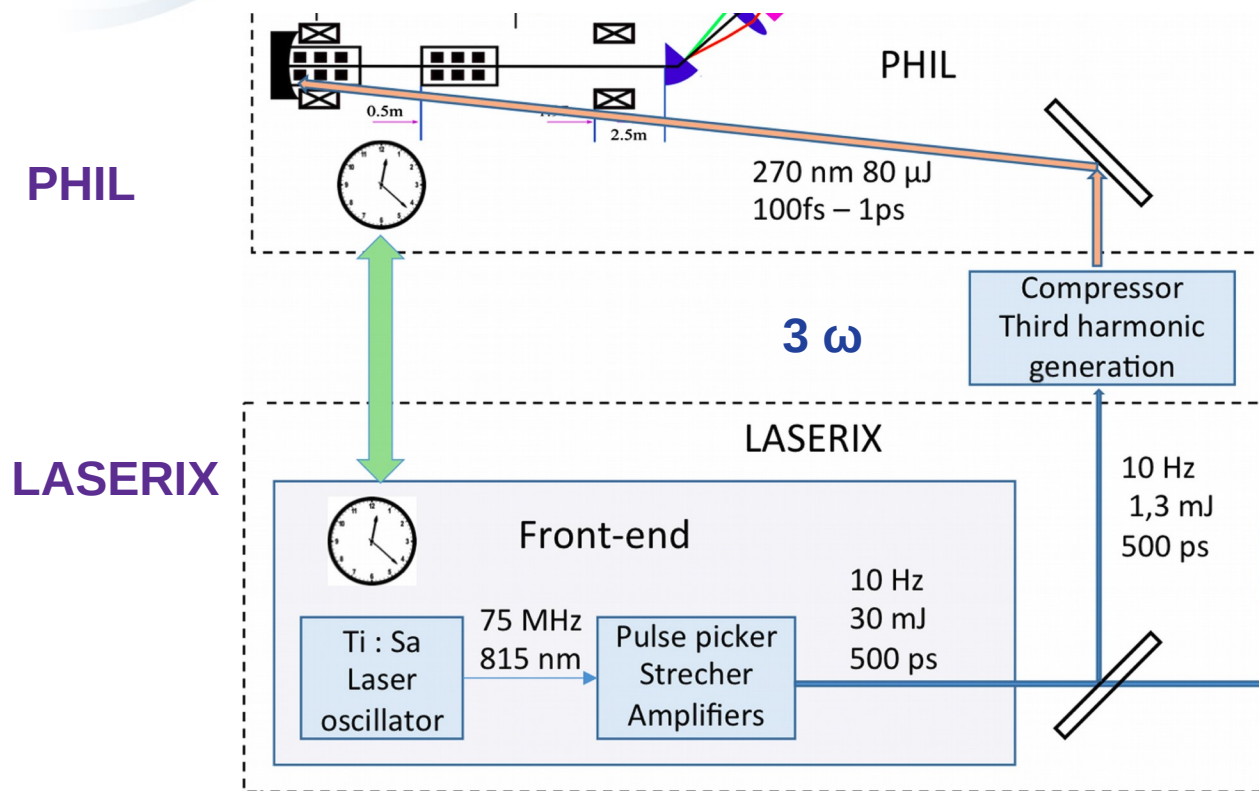 PHIL
0.5m
2.5m
PHIL
270 nm 80 µJ
100fs – 1ps
Compressor
Third harmonic
generation
3 ω
LASERIX
LASERIX
10 Hz
1,3 mJ
500 ps
Front-end
10 Hz
30 mJ
500 ps
75 MHz
815 nm
Ti : Sa
Laser
oscillator
Pulse picker
Strecher
Amplifiers